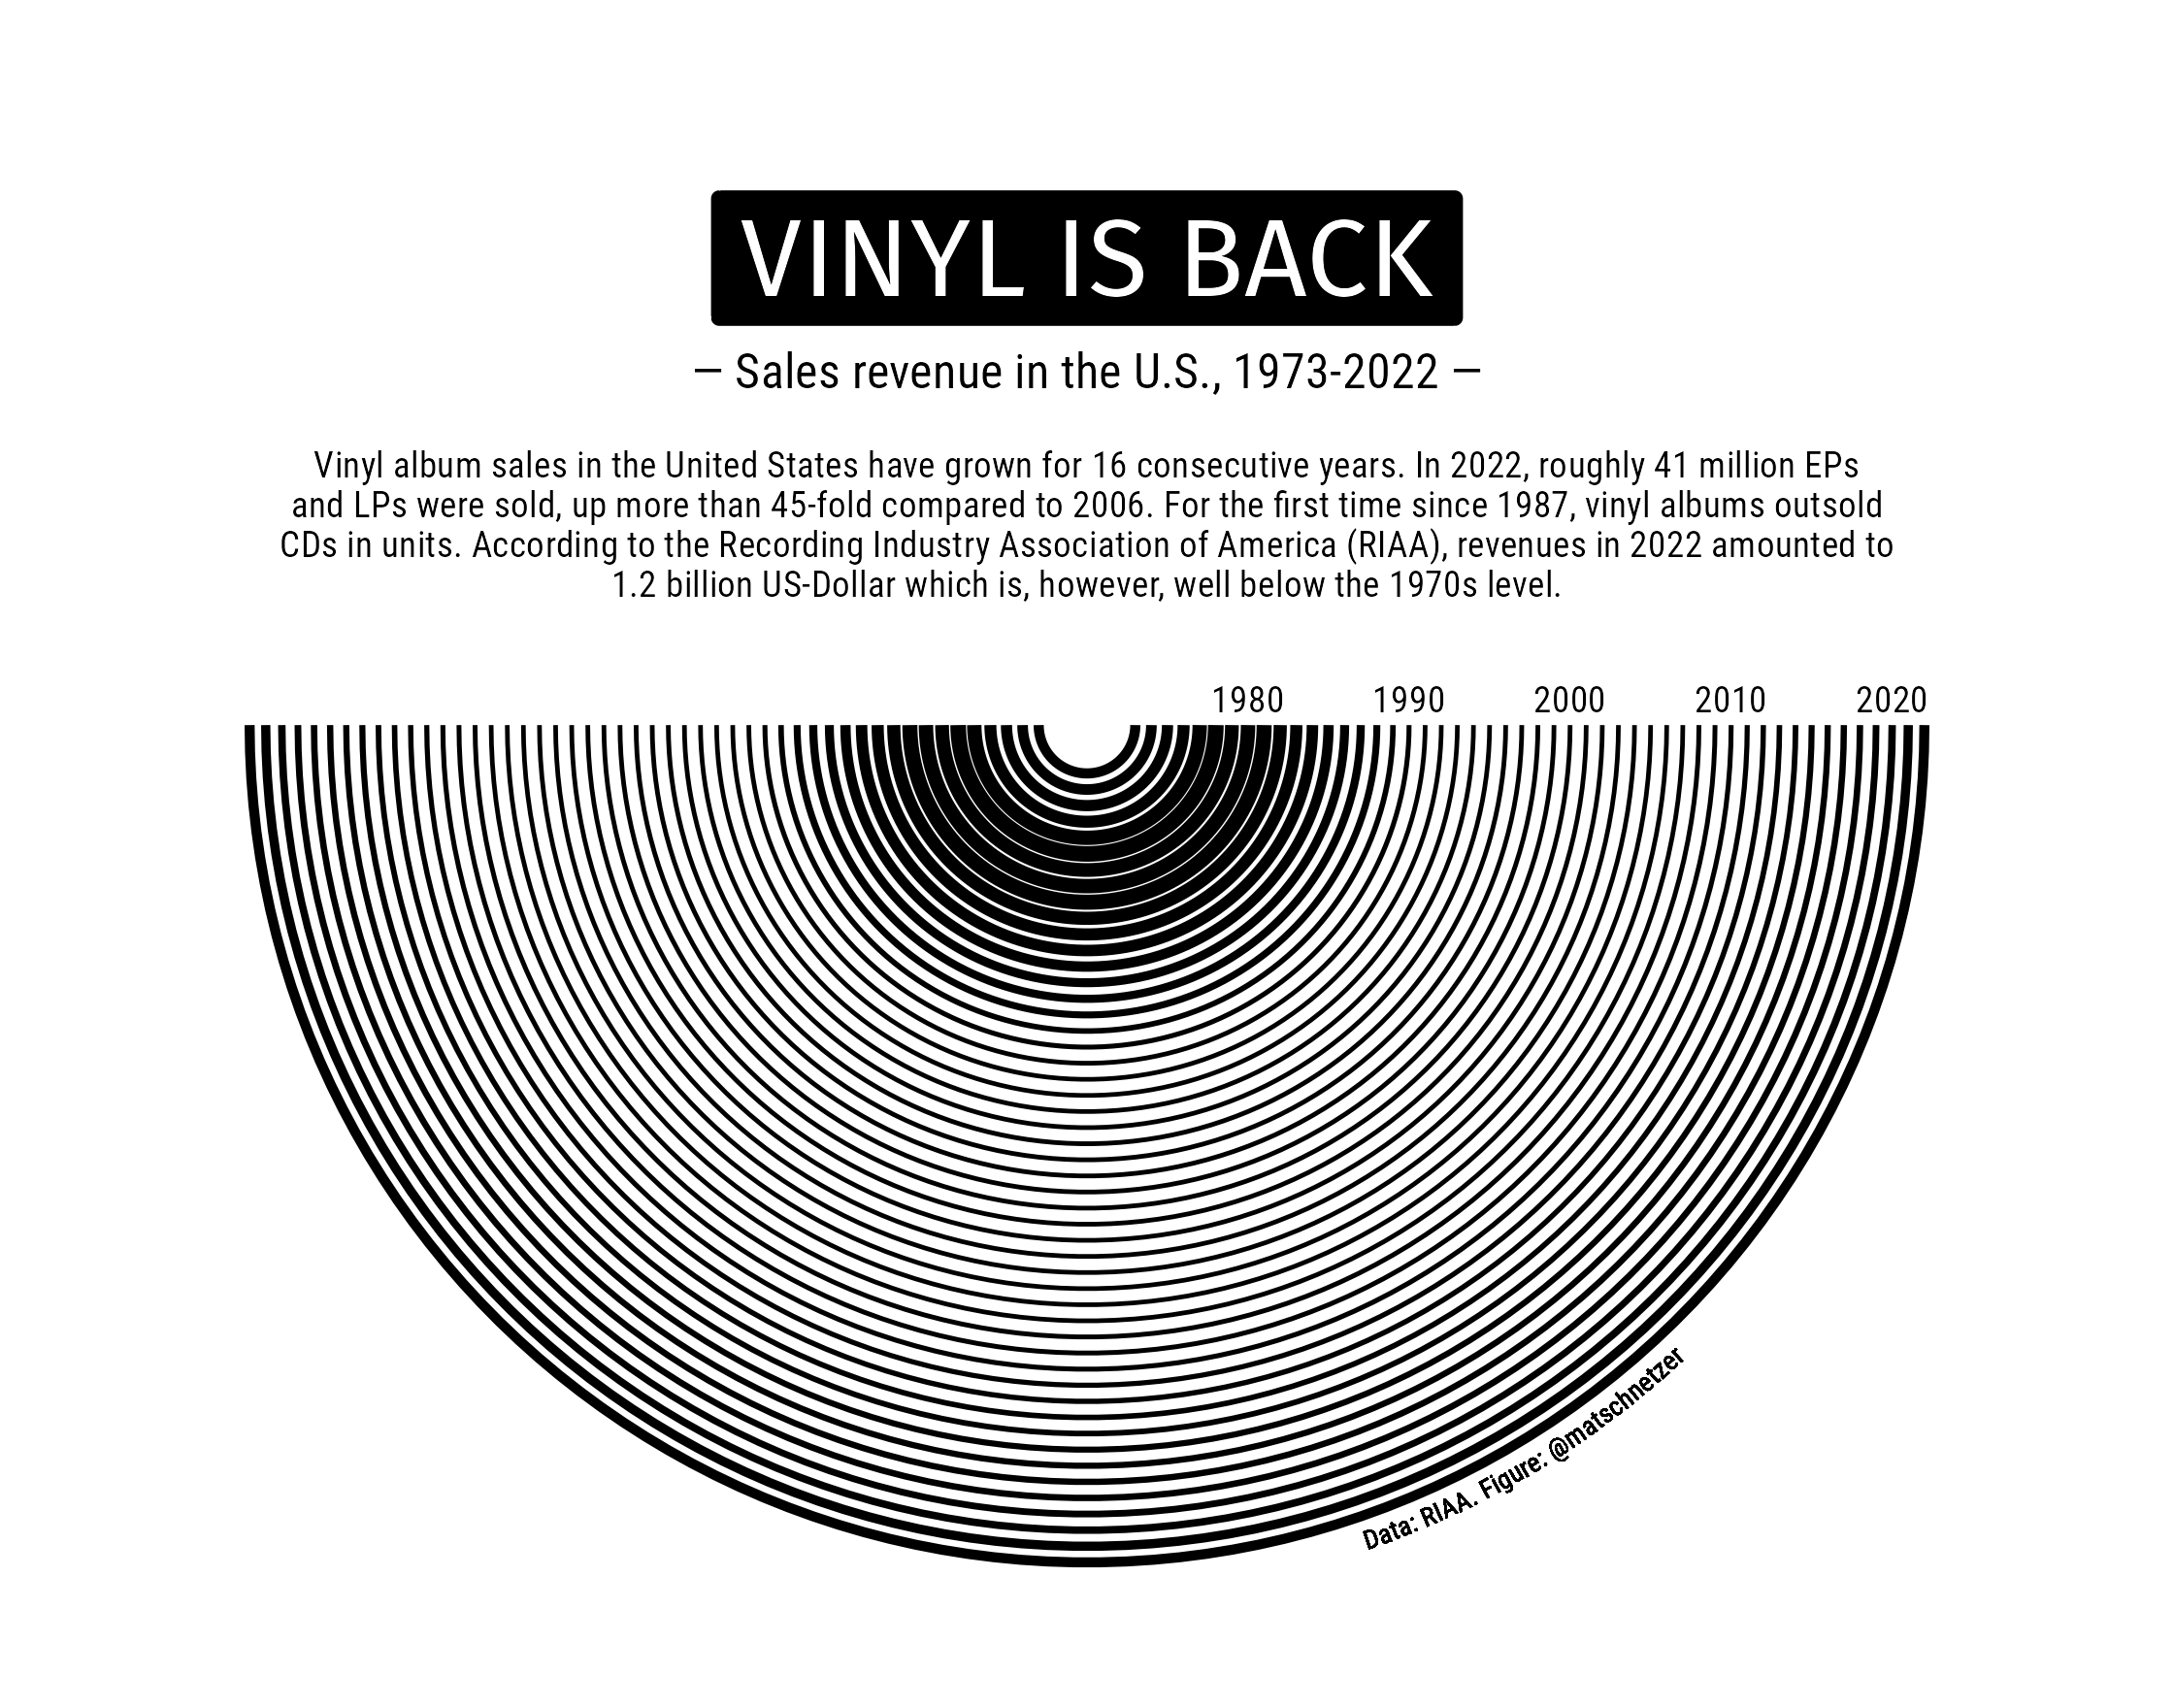 VINYL IS BACK
— Sales revenue in the U.S., 1973-2022 —
Vinyl album sales in the United States have grown for 16 consecutive years. In 2022, roughly 41 million EPs
and LPs were sold, up more than 45-fold compared to 2006. For the first time since 1987, vinyl albums outsold
CDs in units. According to the Recording Industry Association of America (RIAA), revenues in 2022 amounted to
1.2 billion US-Dollar which is, however, well below the 1970s level.
1980 1990 2000 2010 2020
Data: RIAA. Figure: @matschnetzer